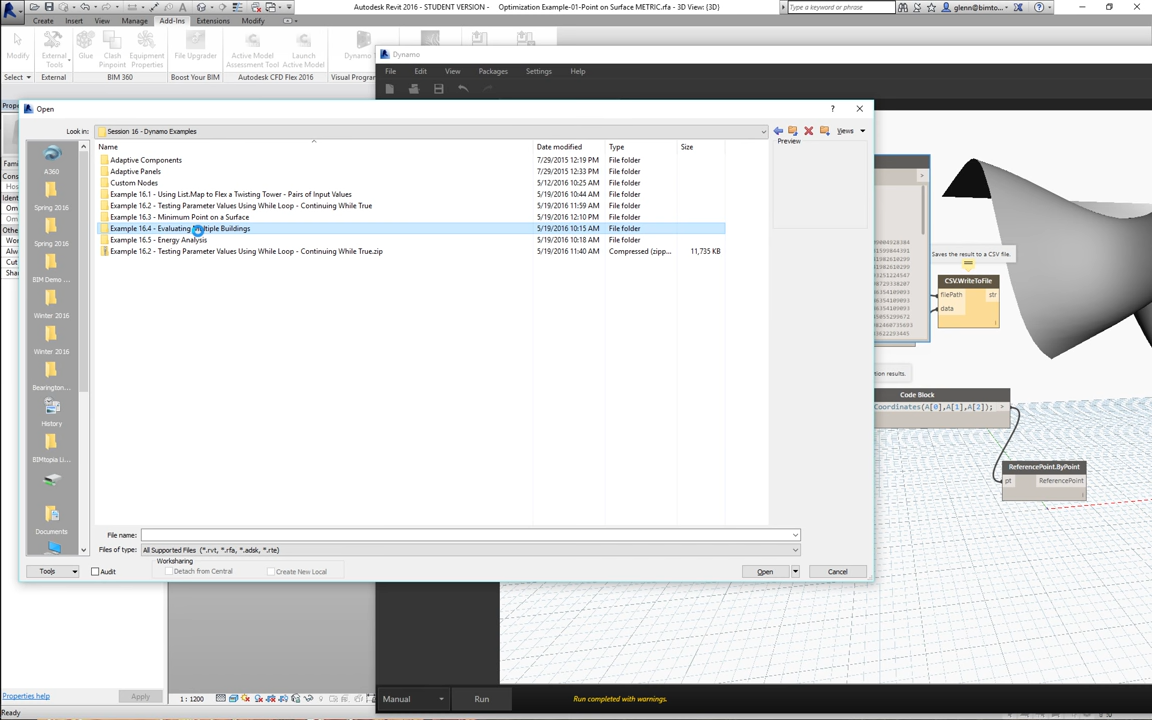 Autodesk Revit 2016 - STUDENT VERSION - Optimization Example-01-Point on Surface METRIC.rfa - 3D View: {3D}
Type a keyword or phrase
glenn@bimto...
Create Insert View Manage Add-Ins Extensions Modify
Modify External Tools Glue Clash Pinpoint Equipment Properties File Upgrader Active Model Assessment Tool Launch Active Model Dynamo
Select External BIM 360 Boost Your BIM Autodesk CFD Flex 2016 Visual Program
Dynamo
File Edit View Packages Settings Help
Open
Look in: Session 16 - Dynamo Examples
Views
Name Date modified Type Size
Preview
Adaptive Components 7/29/2015 12:19 PM File folder
Adaptive Panels 7/29/2015 12:33 PM File folder
Custom Nodes 5/12/2016 10:25 AM File folder
Example 16.1 - Using List.Map to Flex a Twisting Tower - Pairs of Input Values 5/19/2016 10:44 AM File folder
Example 16.2 - Testing Parameter Values Using While Loop - Continuing While True 5/19/2016 11:59 AM File folder
Example 16.3 - Minimum Point on a Surface 5/19/2016 12:10 PM File folder
Example 16.4 - Evaluating Multiple Buildings 5/19/2016 10:15 AM File folder
Example 16.5 - Energy Analysis 5/19/2016 10:18 AM File folder
Example 16.2 - Testing Parameter Values Using While Loop - Continuing While True.zip 5/19/2016 11:40 AM Compressed (zipp... 11,735 KB
A360
Spring 2016
Spring 2016
BIM Demo ...
Winter 2016
Winter 2016
Bearington...
History
BIMtopia Li...
Documents
File name:
Files of type: All Supported Files (*.rvt, *.rfa, *.adsk, *.rte)
Worksharing
Tools Audit Detach from Central Create New Local Open Cancel
Saves the result to a CSV file.
CSV.WriteToFile
filePath str
data
tion results.
Code Block
Coordinates(A[0],A[1],A[2]); >
ReferencePoint.ByPoint
pt ReferencePoint
Properties help Apply
1 : 1200
Manual Run Run completed with warnings.
Ready